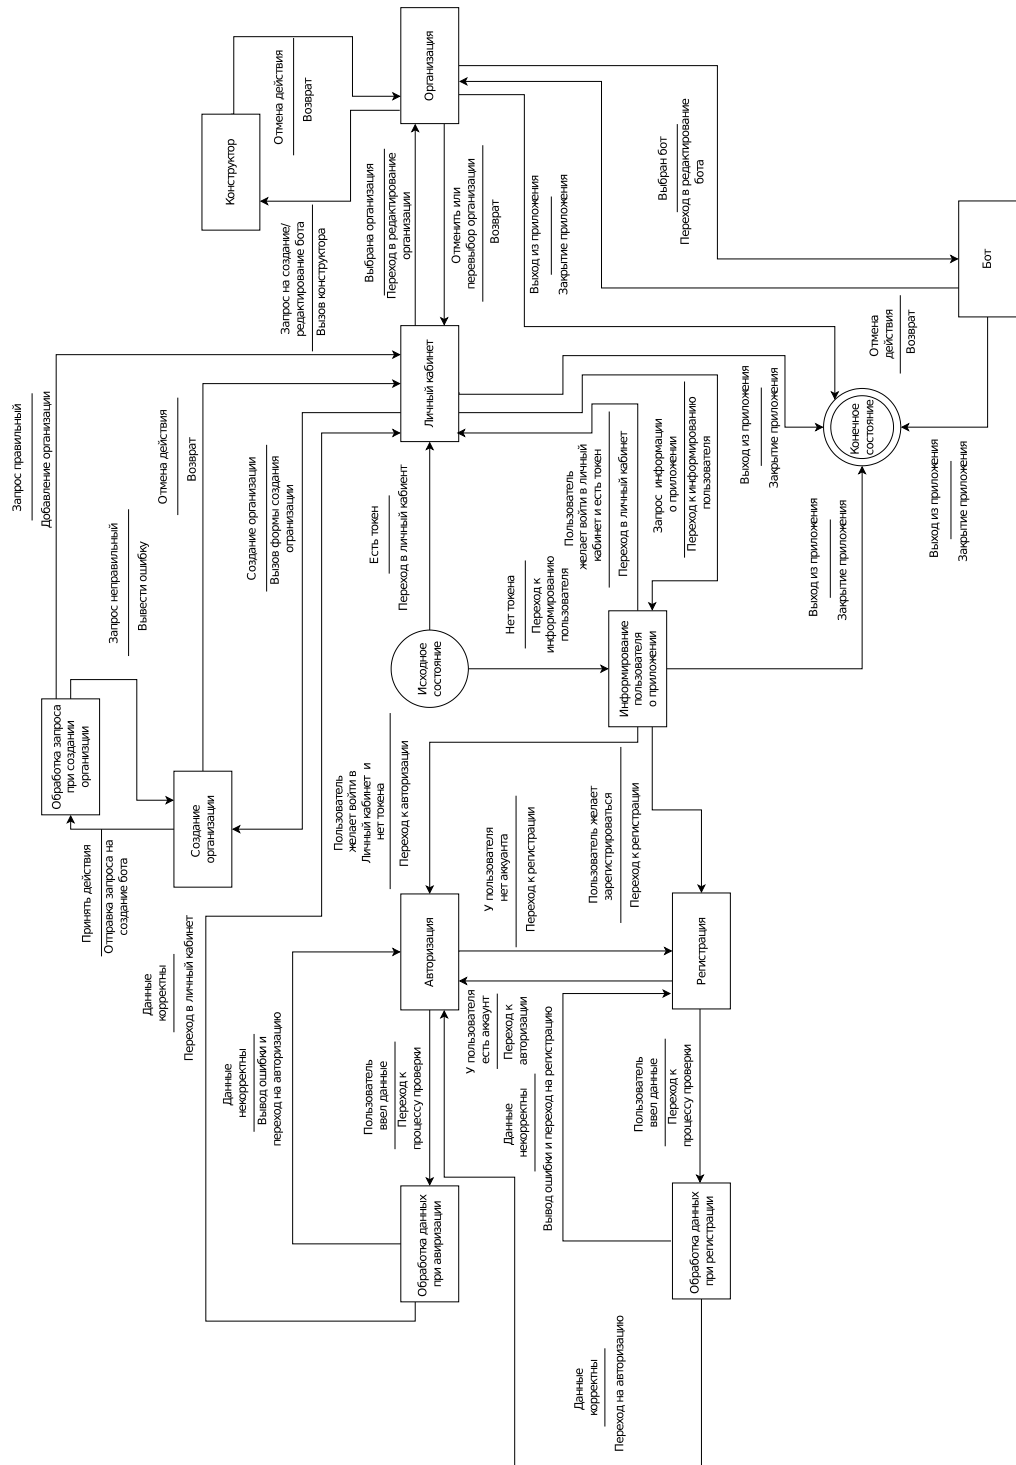 Организация
Отмена действия
Возврат
Конструктор
Запрос на создание/
редактирование бота
Вызов конструктора
Выбрана организация
Переход в редактирование
организации
Отменить или
перевыбор организации
Возврат
Выход из приложения
Закрытие приложения
Выбран бот
Переход в редактирование
бота
Бот
Отмена
действия
Возврат
Личный кабинет
Конечное
состояние
Выход из приложения
Закрытие приложения
Выход из приложения
Закрытие приложения
Выход из приложения
Закрытие приложения
Запрос правильный
Добавление организации
Отмена действия
Возврат
Запрос неправильный
Вывести ошибку
Создание организации
Вызов формы создания
огранизации
Есть токен
Переход в личный кабиент
Нет токена
Переход к
информированию
пользователя
Пользователь
желает войти в личный
кабинет и есть токен
Переход в личный кабинет
Запрос информации
о приложении
Переход к информированию
пользователя
Исходное
состояние
Информирование
пользователя
о приложении
Обработка запроса
при создании
организации
Создание
организации
Принять действия
Отправка запроса на
создание бота
Пользователь
желает войти в
Личный кабинет и
нет токена
Переход к авторизации
У пользователя
нет аккуанта
Переход к регистрации
Пользователь желает
зарегистрироваться
Переход к регистрации
Данные
корректны
Переход в личный кабинет
Авторизация
Регистрация
У пользователя
есть аккаунт
Переход к
авторизации
Данные
некорректны
Вывод ошибки и
переход на авторизацию
Пользователь
ввел данные
Переход к
процессу проверки
Данные
некорректны
Вывод ошибки и переход на регистрацию
Пользователь
ввел данные
Переход к
процессу проверки
Обработка данных
при авиризации
Обработка данных
при регистрации
Данные
корректны
Переход на авторизацию